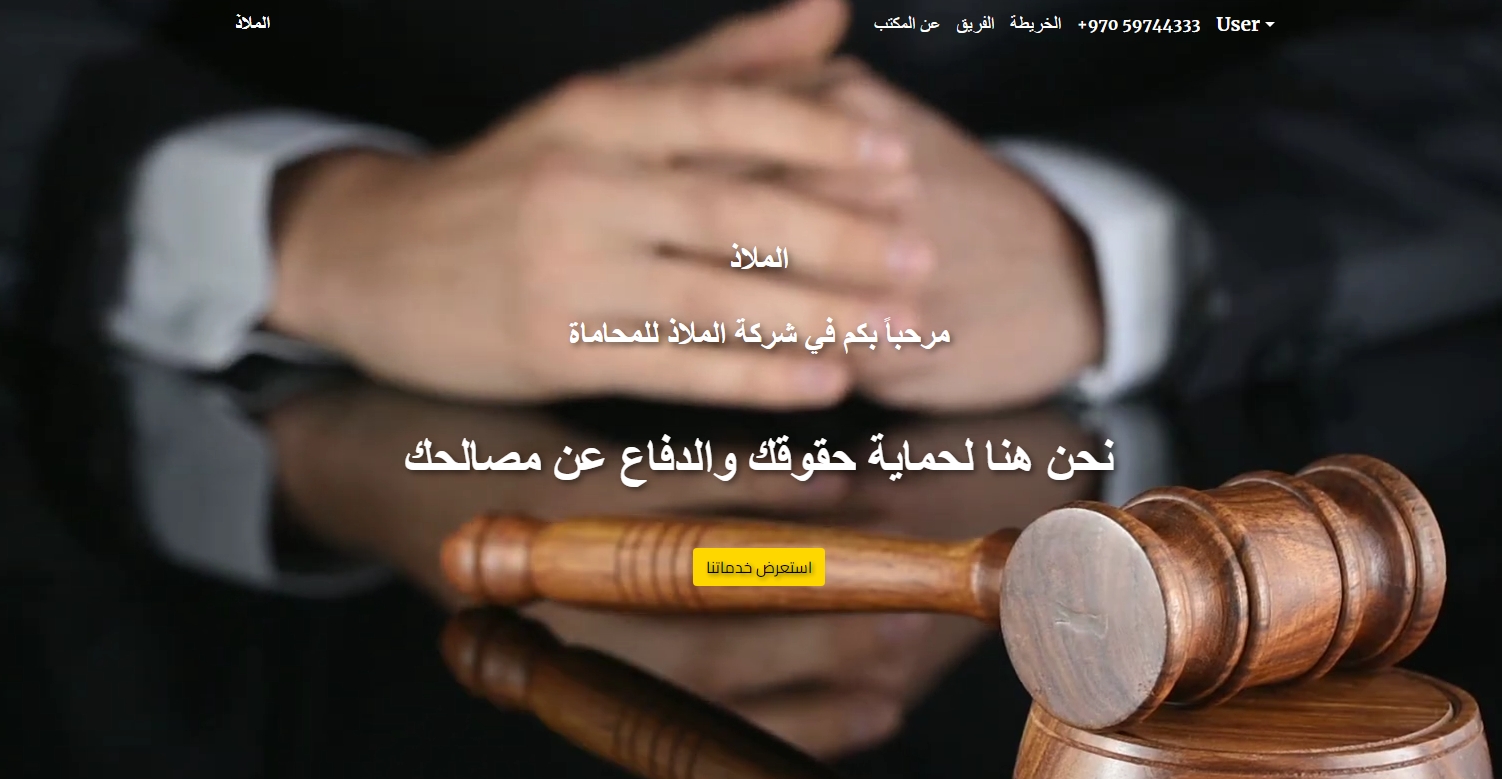 الملاذ
عن المكتب الفريق الخريطة +970 59744333 User
الملاذ
مرحباً بكم في شركة الملاذ للمحاماة
نحن هنا لحماية حقوقك والدفاع عن مصالحك
استعرض خدماتنا